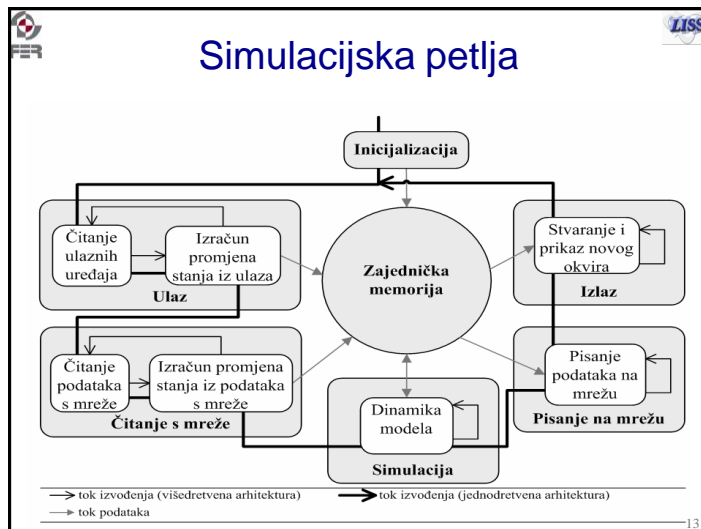 FER
LISS
Simulacijska petlja
Inicijalizacija
Čitanje
ulaznih
uređaja
Izračun
promjena
stanja iz ulaza
Ulaz
Zajednička
memorija
Stvaranje i
prikaz novog
okvira
Izlaz
Čitanje
podataka
s mreže
Izračun promjena
stanja iz podataka
s mreže
Čitanje s mreže
Dinamika
modela
Simulacija
Pisanje
podataka na
mrežu
Pisanje na mrežu
tok izvođenja (višedretvena arhitektura)
tok izvođenja (jednodretvena arhitektura)
tok podataka
13